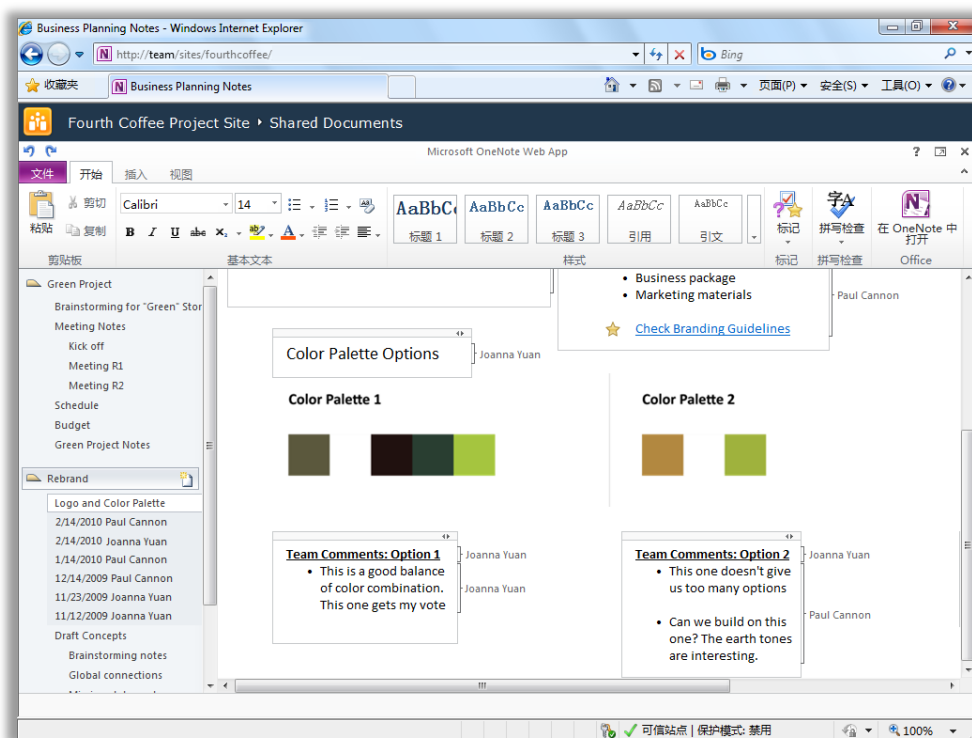 Business Planning Notes - Windows Internet Explorer
http://team/sites/fourthcoffee/
Bing
收藏夹
Business Planning Notes
页面(P)
安全(S)
工具(O)
Fourth Coffee Project Site ‣ Shared Documents
Microsoft OneNote Web App
文件
开始
插入
视图
粘贴
剪切
复制
剪贴板
Calibri
14
B I U abc X₂
基本文本
AaBbC
标题 1
AaBbCc
标题 2
AaBbCc
标题 3
AaBbCc
引用
AaBbCc
引文
样式
标记
标记
字A
拼写检查
拼写检查
在 OneNote 中
打开
Office
Green Project
Brainstorming for "Green" Stor
Meeting Notes
Kick off
Meeting R1
Meeting R2
Schedule
Budget
Green Project Notes
Rebrand
Logo and Color Palette
2/14/2010 Paul Cannon
2/14/2010 Joanna Yuan
1/14/2010 Paul Cannon
12/14/2009 Paul Cannon
11/23/2009 Joanna Yuan
11/12/2009 Joanna Yuan
Draft Concepts
Brainstorming notes
Global connections
• Business package
• Marketing materials
Paul Cannon
Check Branding Guidelines
Color Palette Options
Joanna Yuan
Color Palette 1
Color Palette 2
Team Comments: Option 1
Joanna Yuan
• This is a good balance
of color combination.
This one gets my vote
Joanna Yuan
Team Comments: Option 2
Joanna Yuan
• This one doesn't give
us too many options
• Can we build on this
one? The earth tones
are interesting.
Paul Cannon
可信站点 | 保护模式: 禁用
100%